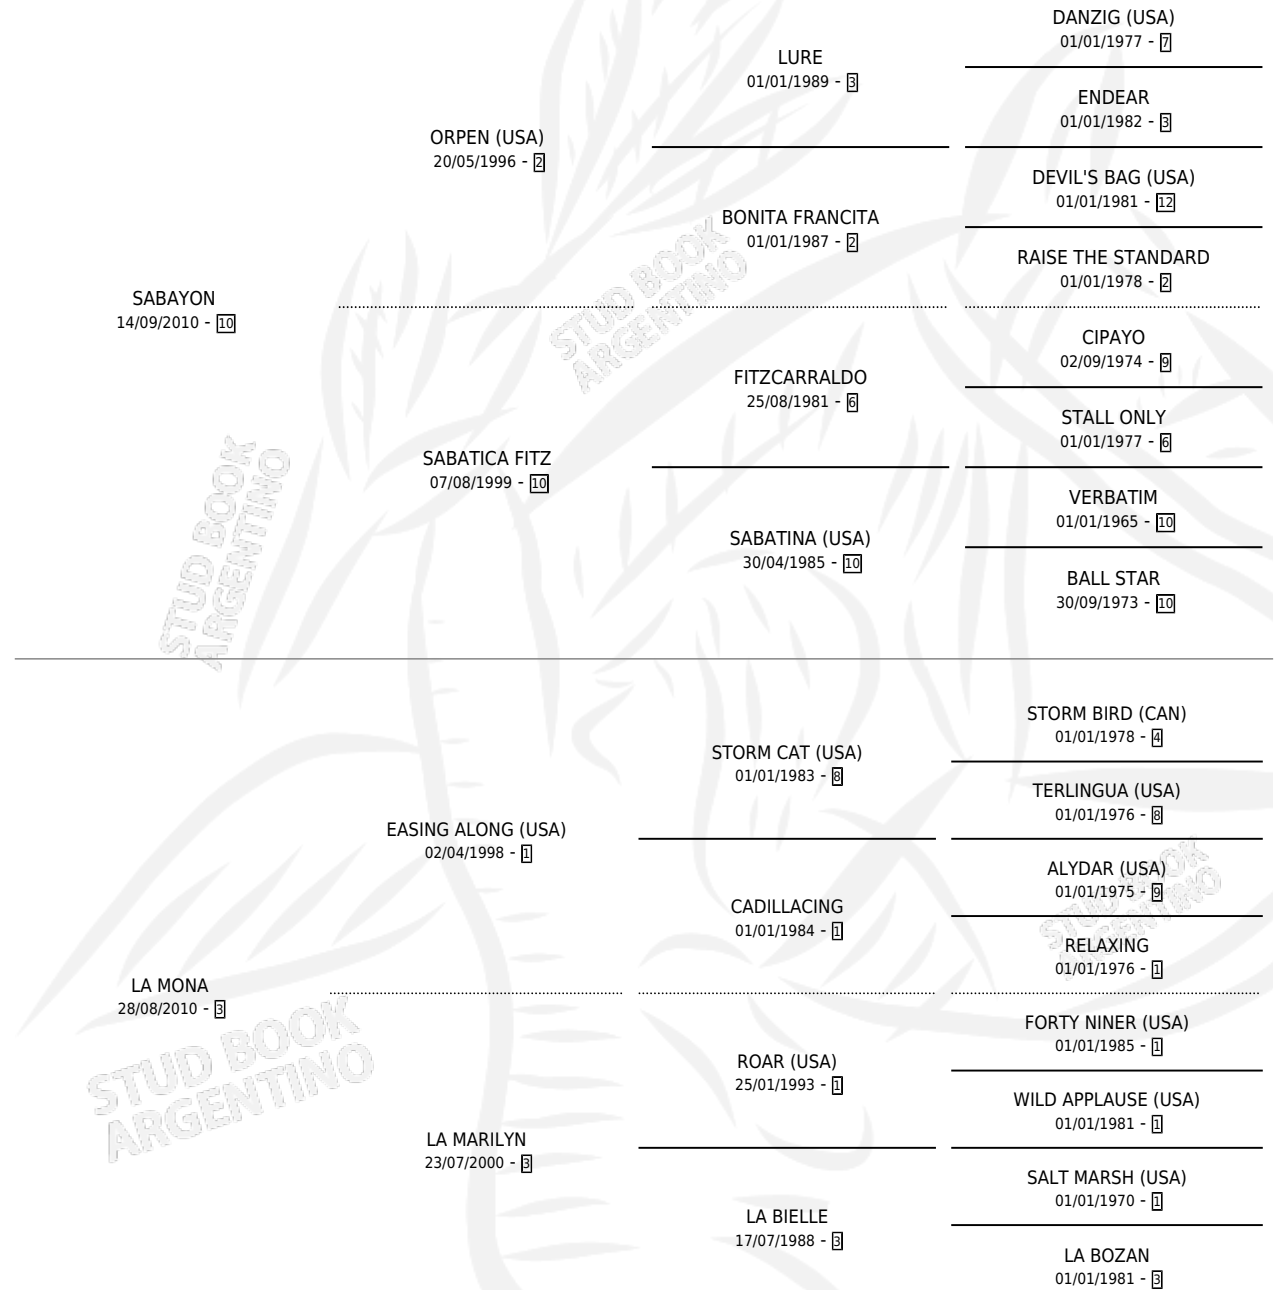 DANZIG (USA)
01/01/1977 - 7
LURE
01/01/1989 - 3
ENDEAR
01/01/1982 - 3
ORPEN (USA)
20/05/1996 - 2
DEVIL'S BAG (USA)
01/01/1981 - 12
BONITA FRANCITA
01/01/1987 - 2
RAISE THE STANDARD
01/01/1978 - 2
SABAYON
14/09/2010 - 10
CIPAYO
02/09/1974 - 9
FITZCARRALDO
25/08/1981 - 6
STALL ONLY
01/01/1977 - 6
SABATICA FITZ
07/08/1999 - 10
VERBATIM
01/01/1965 - 10
SABATINA (USA)
30/04/1985 - 10
BALL STAR
30/09/1973 - 10
STORM BIRD (CAN)
01/01/1978 - 4
STORM CAT (USA)
01/01/1983 - 8
TERLINGUA (USA)
01/01/1976 - 8
EASING ALONG (USA)
02/04/1998 - 1
ALYDAR (USA)
01/01/1975 - 9
CADILLACING
01/01/1984 - 1
RELAXING
01/01/1976 - 1
LA MONA
28/08/2010 - 3
FORTY NINER (USA)
01/01/1985 - 1
ROAR (USA)
25/01/1993 - 1
WILD APPLAUSE (USA)
01/01/1981 - 1
LA MARILYN
23/07/2000 - 3
SALT MARSH (USA)
01/01/1970 - 1
LA BIELLE
17/07/1988 - 3
LA BOZAN
01/01/1981 - 3
STUD BOOK
ARGENTINO
STUD BOOK
ARGENTINO
STUD BOOK
ARGENTINO
STUD BOOK
ARGENTINO